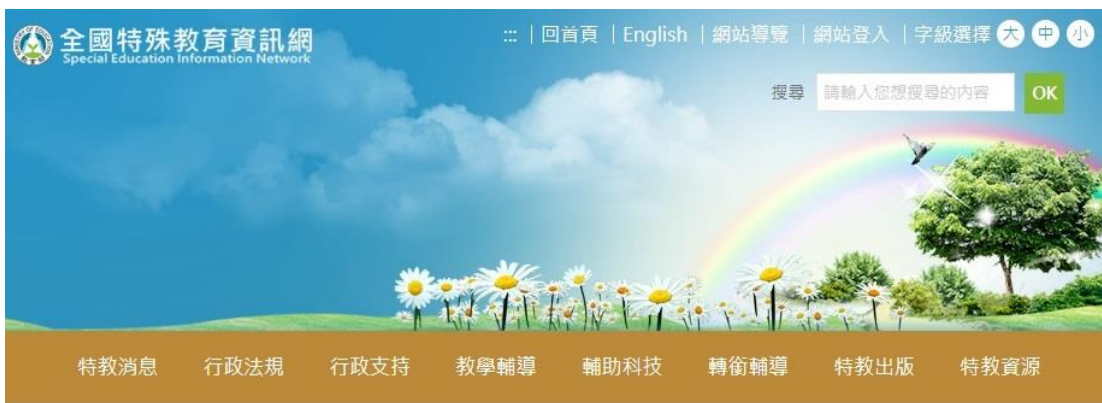 全國特殊教育資訊網
Special Education Information Network
::: | 回首頁 | English | 網站導覽 | 網站登入 | 字級選擇 大 中 小
搜尋 請輸入您想搜尋的內容 OK
特教消息 行政法規 行政支持 教學輔導 輔助科技 轉銜輔導 特教出版 特教資源